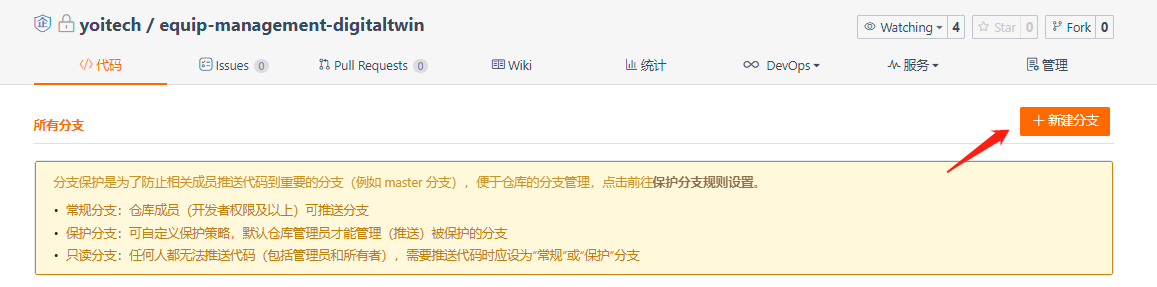 企 yoitech / equip-management-digitaltwin
Watching 4 Star 0 Fork 0
代码 Issues 0 Pull Requests 0 Wiki 统计 DevOps 服务 管理
所有分支
+ 新建分支
分支保护是为了防止相关成员推送代码到重要的分支（例如 master 分支），便于仓库的分支管理，点击前往保护分支规则设置。
• 常规分支：仓库成员（开发者权限及以上）可推送分支
• 保护分支：可自定义保护策略，默认仓库管理员才能管理（推送）被保护的分支
• 只读分支：任何人都无法推送代码（包括管理员和所有者），需要推送代码时应设为"常规"或"保护"分支